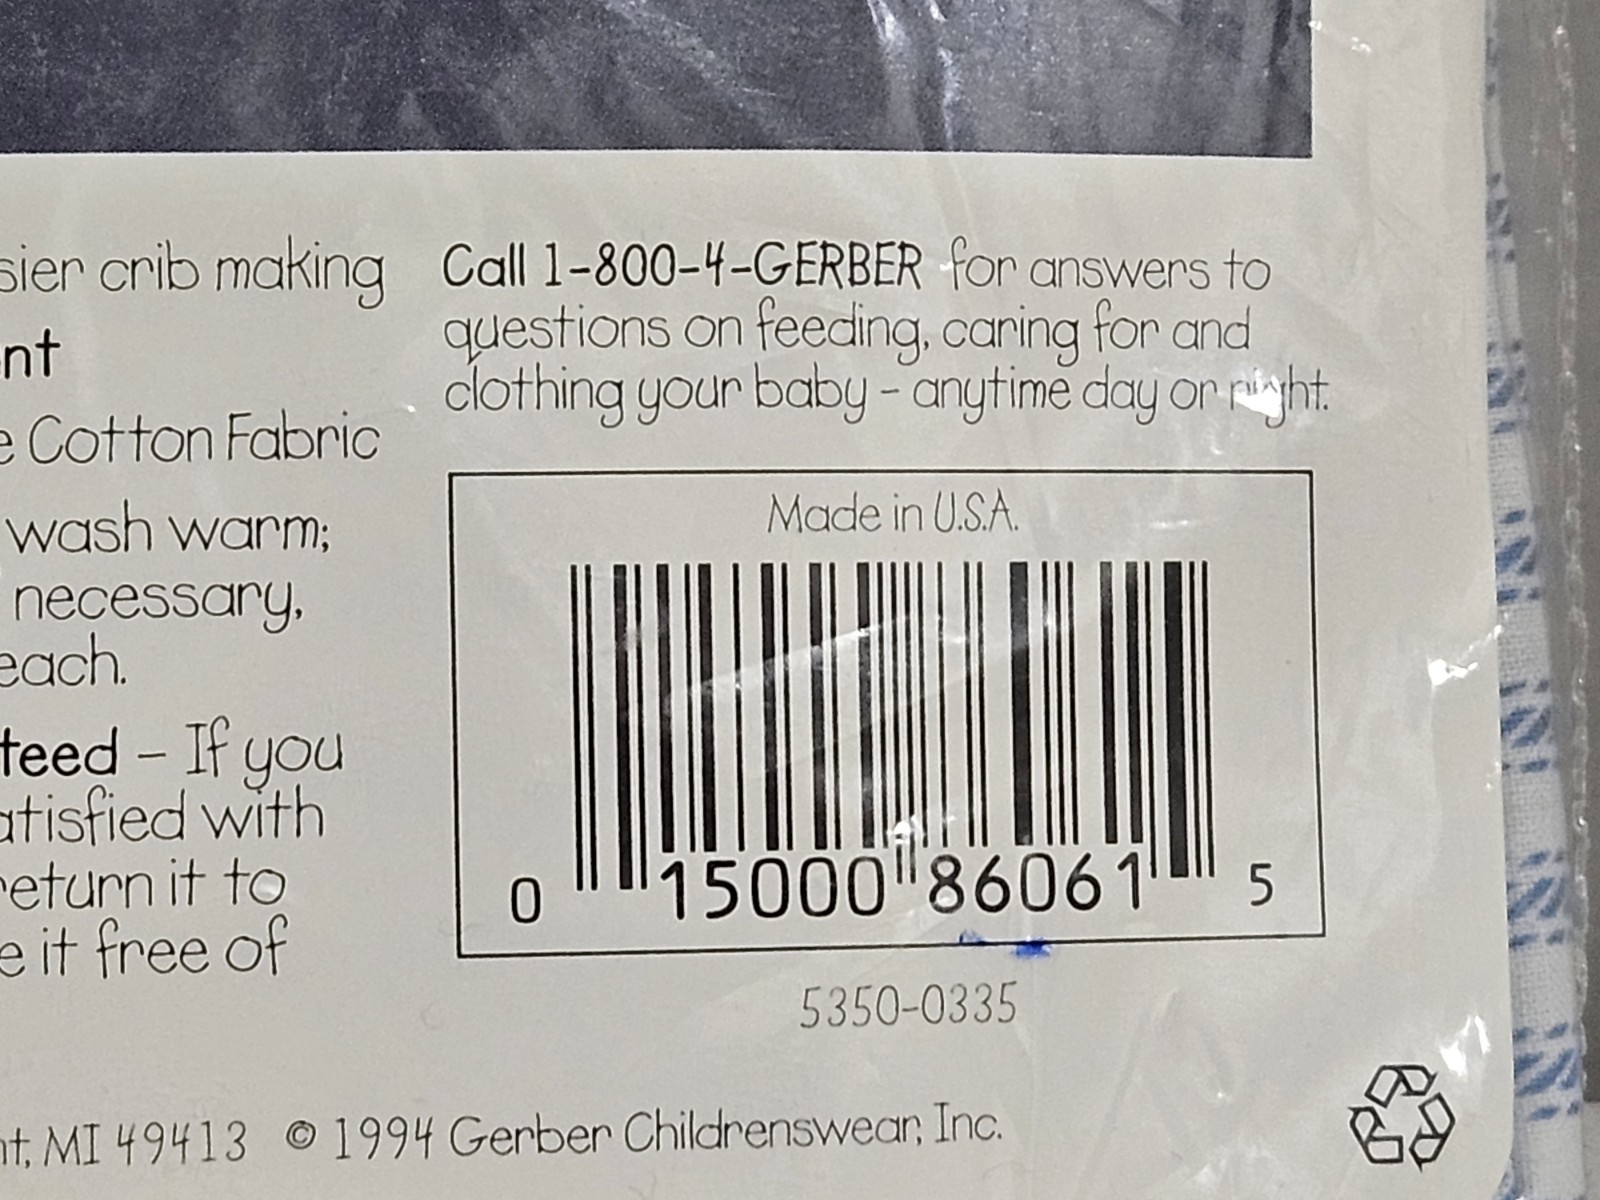 sier crib making
nt
e Cotton Fabric
wash warm;
necessary,
each.
teed – If you
atisfied with
return it to
e it free of
Call 1-800-4-GERBER for answers to
questions on feeding, caring for and
clothing your baby – anytime day or night.
Made in U.S.A.
0 15000 86061 5
5350-0335
nt, MI 49413 © 1994 Gerber Childrenswear, Inc.